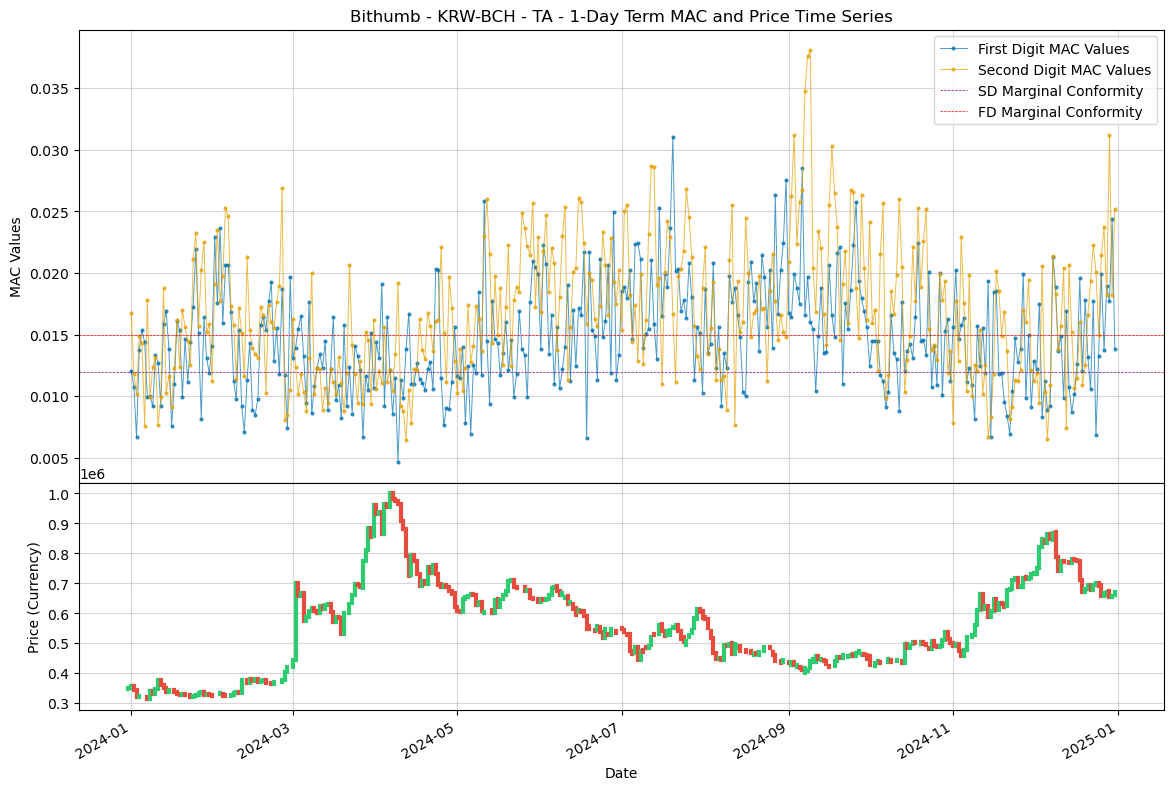 Bithumb - KRW-BCH - TA - 1-Day Term MAC and Price Time Series
First Digit MAC Values
Second Digit MAC Values
SD Marginal Conformity
FD Marginal Conformity
MAC Values
0.035
0.030
0.025
0.020
0.015
0.010
0.005
1e6
Price (Currency)
1.0
0.9
0.8
0.7
0.6
0.5
0.4
0.3
2024-01
2024-03
2024-05
2024-07
2024-09
2024-11
2025-01
Date